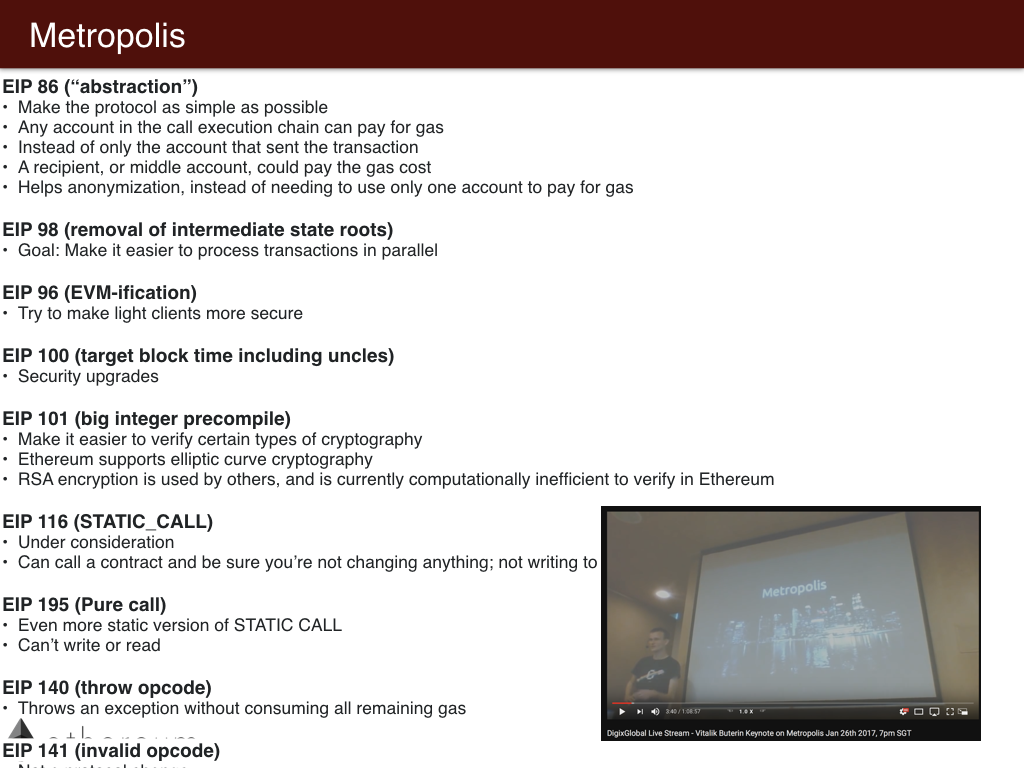 Metropolis
EIP 86 (“abstraction”)
• Make the protocol as simple as possible
• Any account in the call execution chain can pay for gas
• Instead of only the account that sent the transaction
• A recipient, or middle account, could pay the gas cost
• Helps anonymization, instead of needing to use only one account to pay for gas
EIP 98 (removal of intermediate state roots)
• Goal: Make it easier to process transactions in parallel
EIP 96 (EVM-ification)
• Try to make light clients more secure
EIP 100 (target block time including uncles)
• Security upgrades
EIP 101 (big integer precompile)
• Make it easier to verify certain types of cryptography
• Ethereum supports elliptic curve cryptography
• RSA encryption is used by others, and is currently computationally inefficient to verify in Ethereum
EIP 116 (STATIC_CALL)
• Under consideration
• Can call a contract and be sure you’re not changing anything; not writing to
EIP 195 (Pure call)
• Even more static version of STATIC CALL
• Can’t write or read
EIP 140 (throw opcode)
• Throws an exception without consuming all remaining gas
EIP 141 (invalid opcode)
Metropolis
3:40 / 1:08:57
1.0 X
DigixGlobal Live Stream - Vitalik Buterin Keynote on Metropolis Jan 26th 2017, 7pm SGT